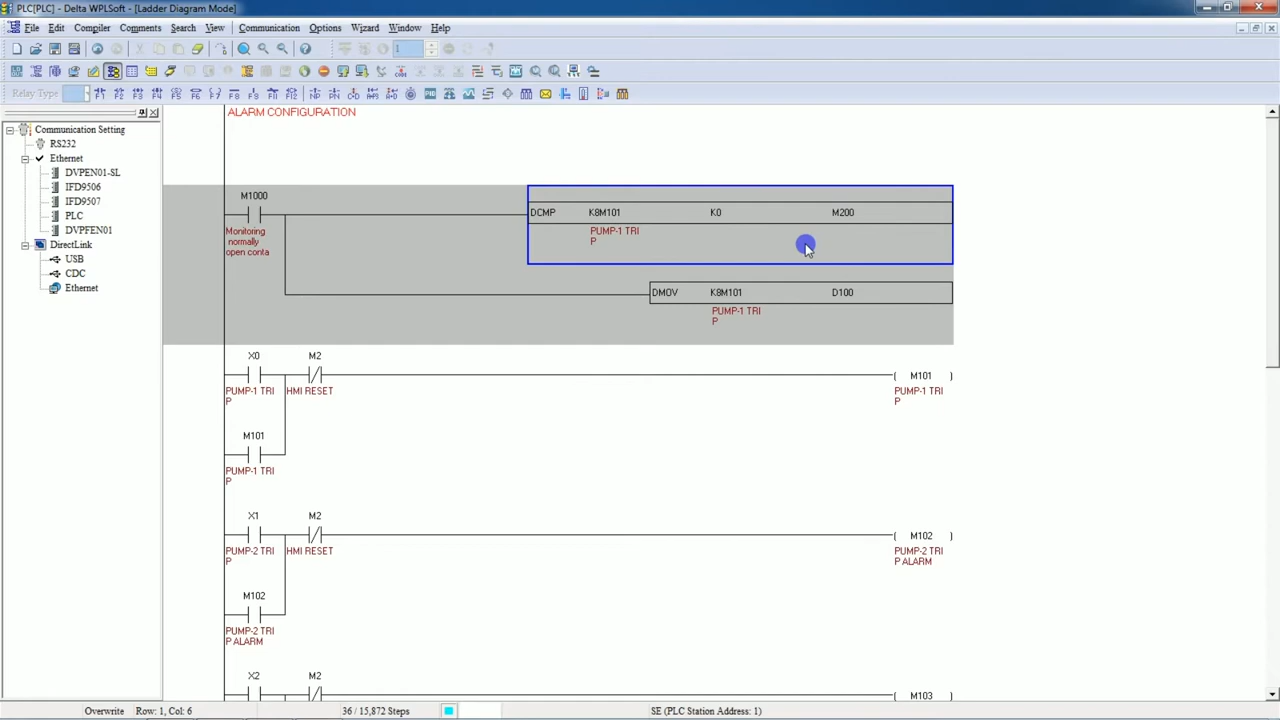 PLC[PLC] - Delta WPLSoft - [Ladder Diagram Mode]
File Edit Compiler Comments Search View Communication Options Wizard Window Help
1
Relay Type
ALARM CONFIGURATION
Communication Setting
RS232
Ethernet
DVPEN01-SL
IFD9506
IFD9507
PLC
DVPFEN01
DirectLink
USB
CDC
Ethernet
M1000
Monitoring
normally
open conta
DCMP K8M101 K0 M200
PUMP-1 TRI
P
DMOV K8M101 D100
PUMP-1 TRI
P
X0 M2
M101
PUMP-1 TRI
P
HMI RESET
PUMP-1 TRI
P
M101
PUMP-1 TRI
P
X1 M2
M102
PUMP-2 TRI
P
HMI RESET
PUMP-2 TRI
P ALARM
M102
PUMP-2 TRI
P ALARM
X2 M2
M103
Overwrite Row: 1, Col: 6 36 / 15,872 Steps SE (PLC Station Address: 1)